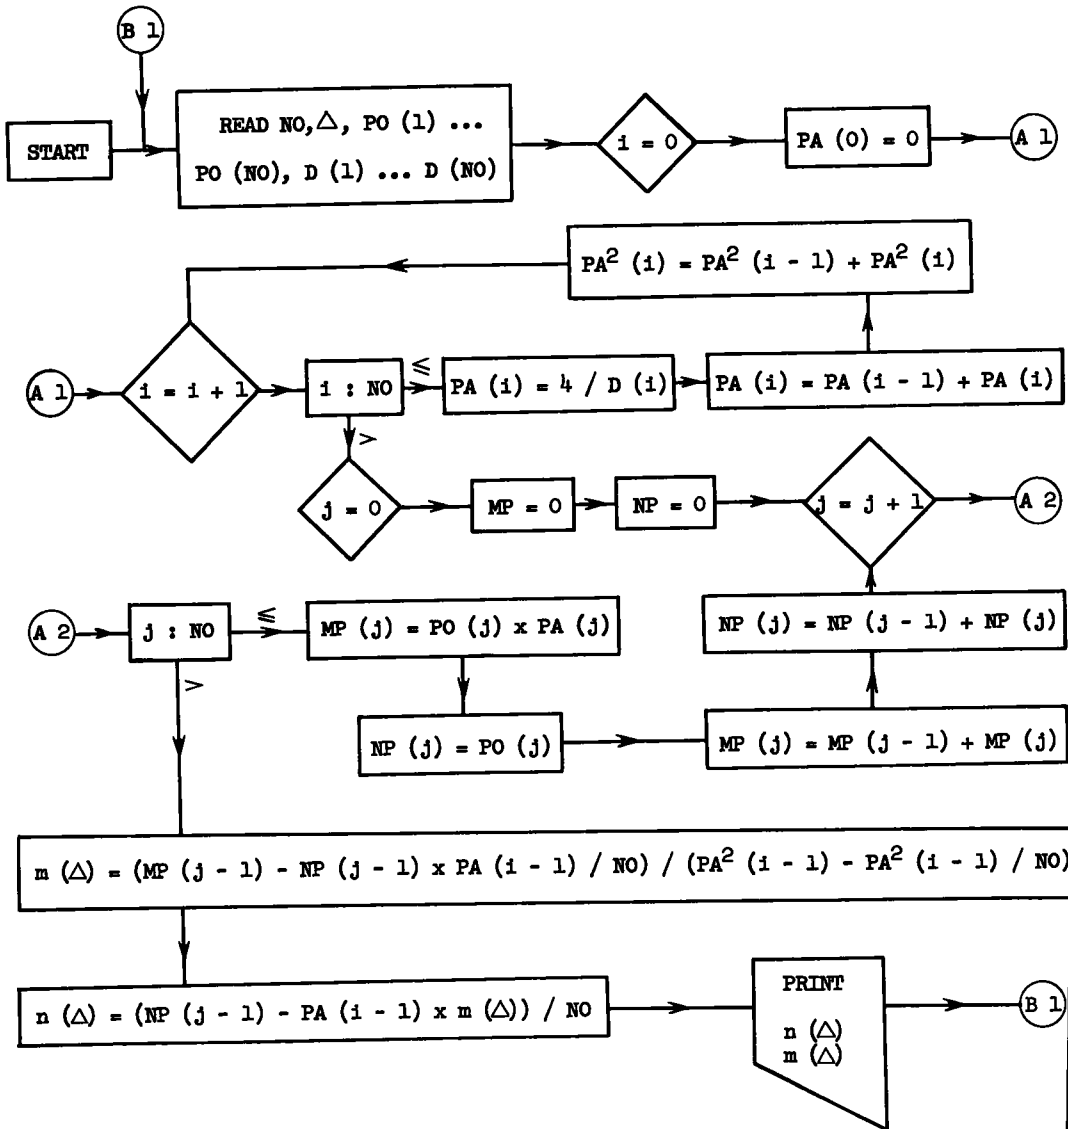 B 1
START
READ NO, △, PO (1) ...
PO (NO), D (1) ... D (NO)
i = 0
PA (0) = 0
A 1
PA² (i) = PA² (i - 1) + PA² (i)
A 1
i = i + 1
i : NO
≤
PA (i) = 4 / D (i)
PA (i) = PA (i - 1) + PA (i)
>
j = 0
MP = 0
NP = 0
j = j + 1
A 2
A 2
j : NO
≤
MP (j) = PO (j) x PA (j)
NP (j) = NP (j - 1) + NP (j)
>
NP (j) = PO (j)
MP (j) = MP (j - 1) + MP (j)
m (△) = (MP (j - 1) - NP (j - 1) x PA (i - 1) / NO) / (PA² (i - 1) - PA² (i - 1) / NO)
n (△) = (NP (j - 1) - PA (i - 1) x m (△)) / NO
PRINT
n (△)
m (△)
B 1